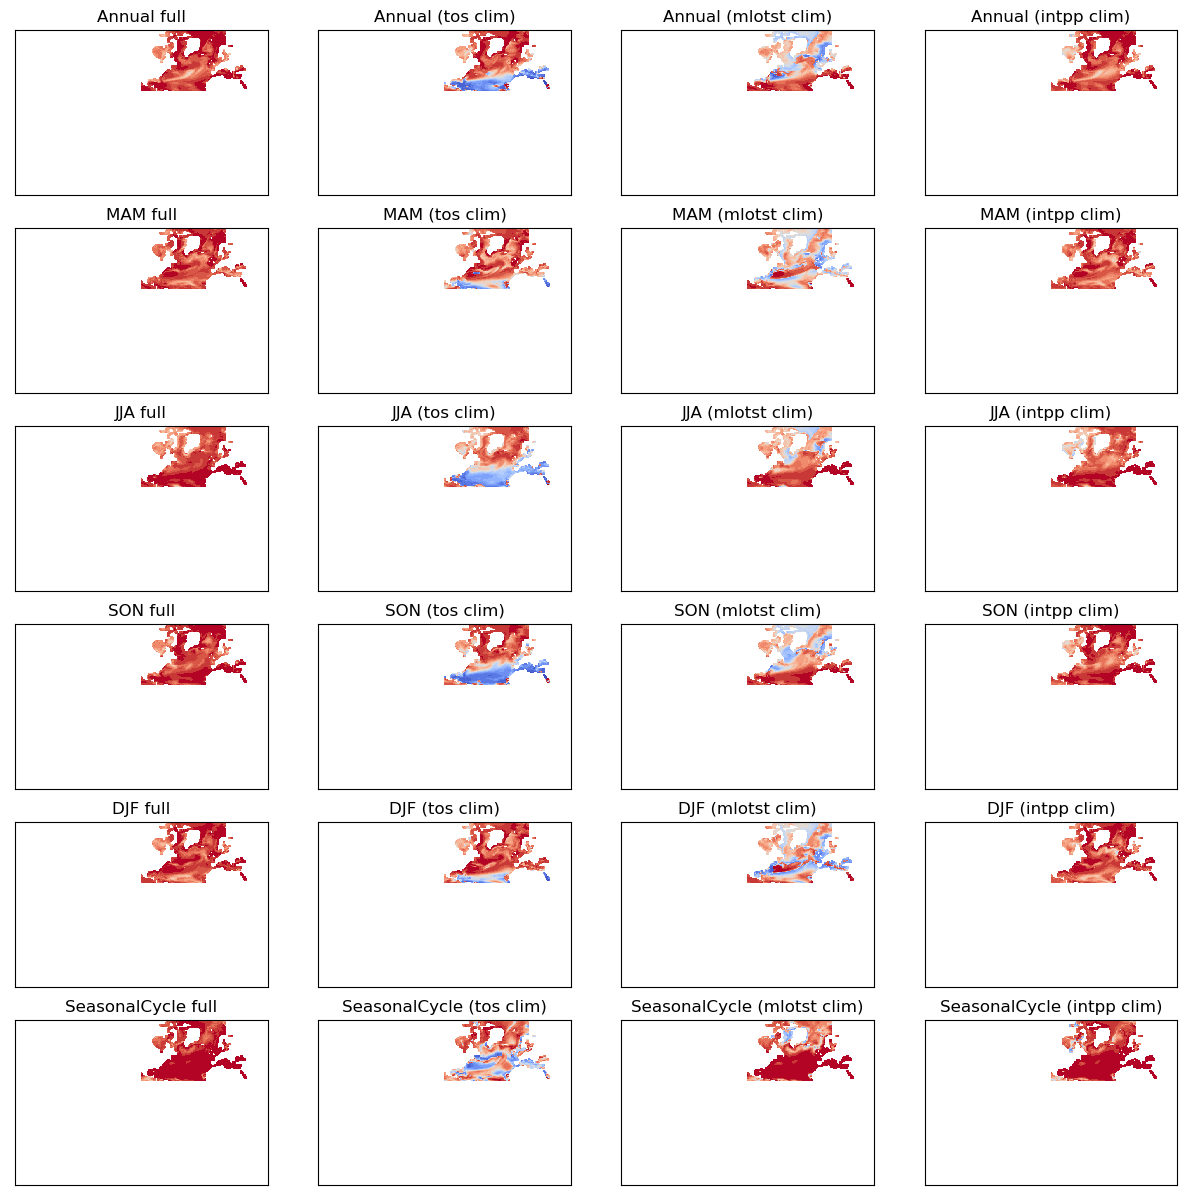 Annual full
Annual (tos clim)
Annual (mlotst clim)
Annual (intpp clim)
MAM full
MAM (tos clim)
MAM (mlotst clim)
MAM (intpp clim)
JJA full
JJA (tos clim)
JJA (mlotst clim)
JJA (intpp clim)
SON full
SON (tos clim)
SON (mlotst clim)
SON (intpp clim)
DJF full
DJF (tos clim)
DJF (mlotst clim)
DJF (intpp clim)
SeasonalCycle full
SeasonalCycle (tos clim)
SeasonalCycle (mlotst clim)
SeasonalCycle (intpp clim)